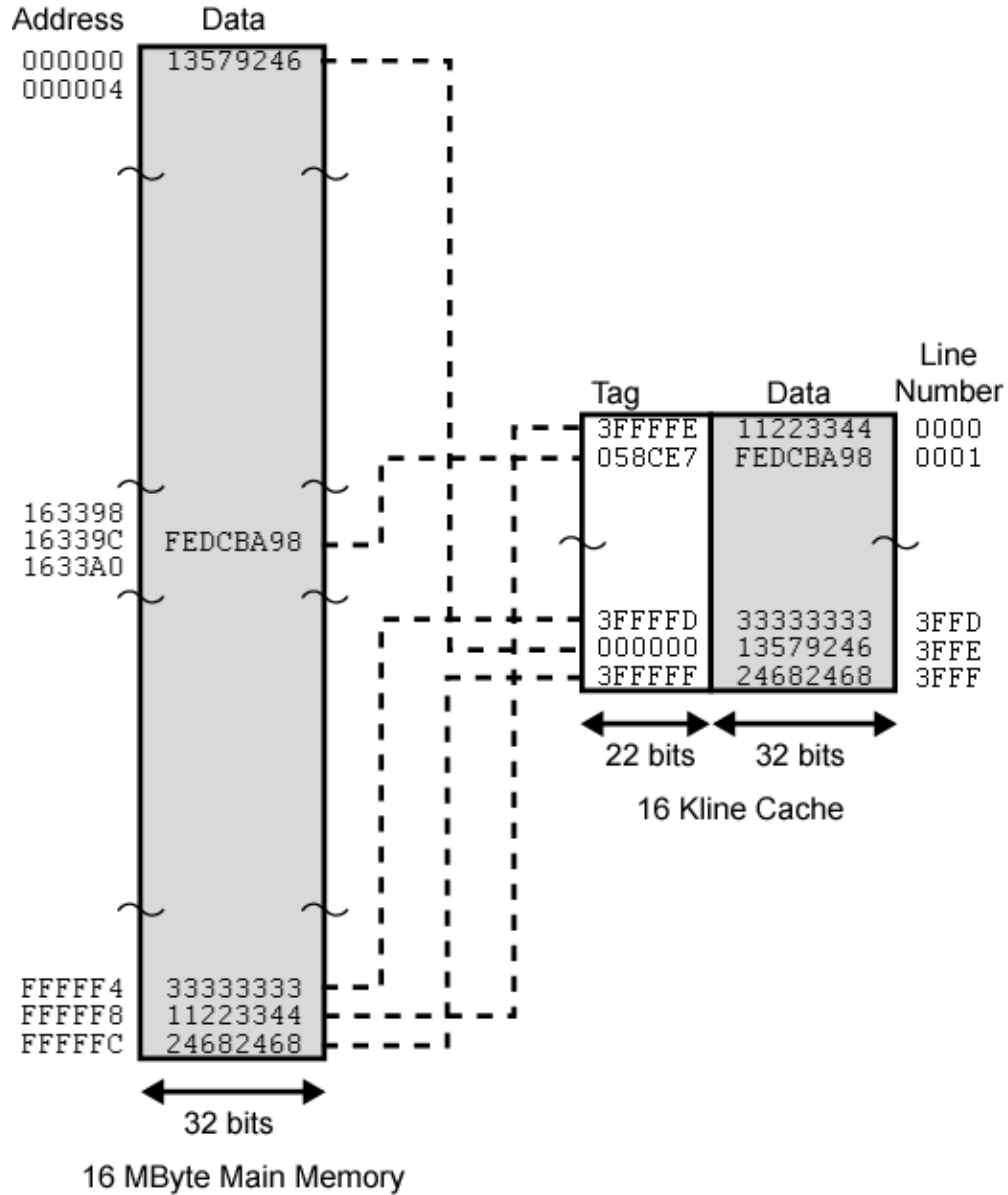 Address Data
000000 13579246
000004
Line
Number
Tag Data
3FFFFE 11223344 0000
058CE7 FEDCBA98 0001
163398
16339C FEDCBA98
1633A0
3FFFFD 33333333 3FFD
000000 13579246 3FFE
3FFFFF 24682468 3FFF
22 bits 32 bits
16 Kline Cache
FFFFF4 33333333
FFFFF8 11223344
FFFFFC 24682468
32 bits
16 MByte Main Memory